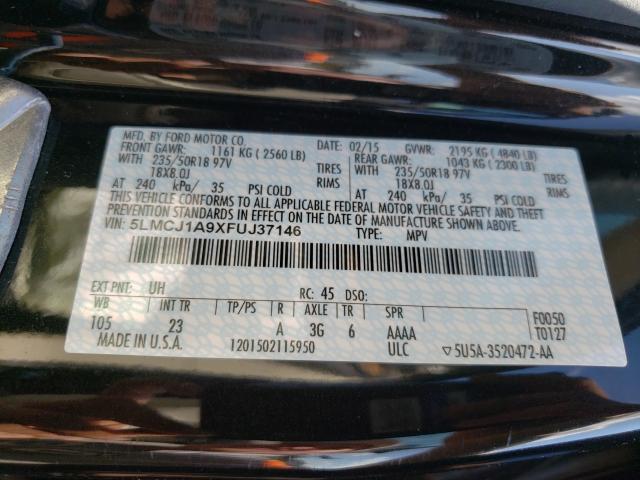 MFD. BY FORD MOTOR CO. 02/15 GVWR: 2195 KG ( 4840 LB)
FRONT GAWR: 1161 KG ( 2560 LB) REAR GAWR: 1043 KG ( 2300 LB)
WITH 235/50R18 97V TIRES WITH 235/50R18 97V TIRES
18X8.0J RIMS 18X8.0J RIMS
AT 240 kPa/ 35 PSI COLD AT 240 kPa/ 35 PSI COLD
THIS VEHICLE CONFORMS TO ALL APPLICABLE FEDERAL MOTOR VEHICLE SAFETY AND THEFT
PREVENTION STANDARDS IN EFFECT ON THE DATE OF MANUFACTURE SHOWN ABOVE.
VIN: 5LMCJ1A9XFUJ37146 TYPE: MPV
EXT PNT: UH RC: 45 DSO:
WB INT TR TP/PS R AXLE TR SPR F0050
105 23 A 3G 6 AAAA T0127
MADE IN U.S.A. 1201502115950 ULC ▽5U5A-3520472-AA